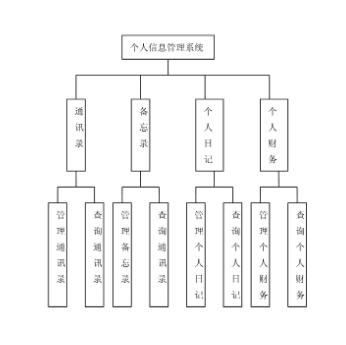 个人信息管理系统
通讯录
备忘录
个人日记
个人财务
管理通讯录
查询通讯录
管理备忘录
查询通讯录
管理个人日记
查询个人日记
管理个人财务
查询个人财务